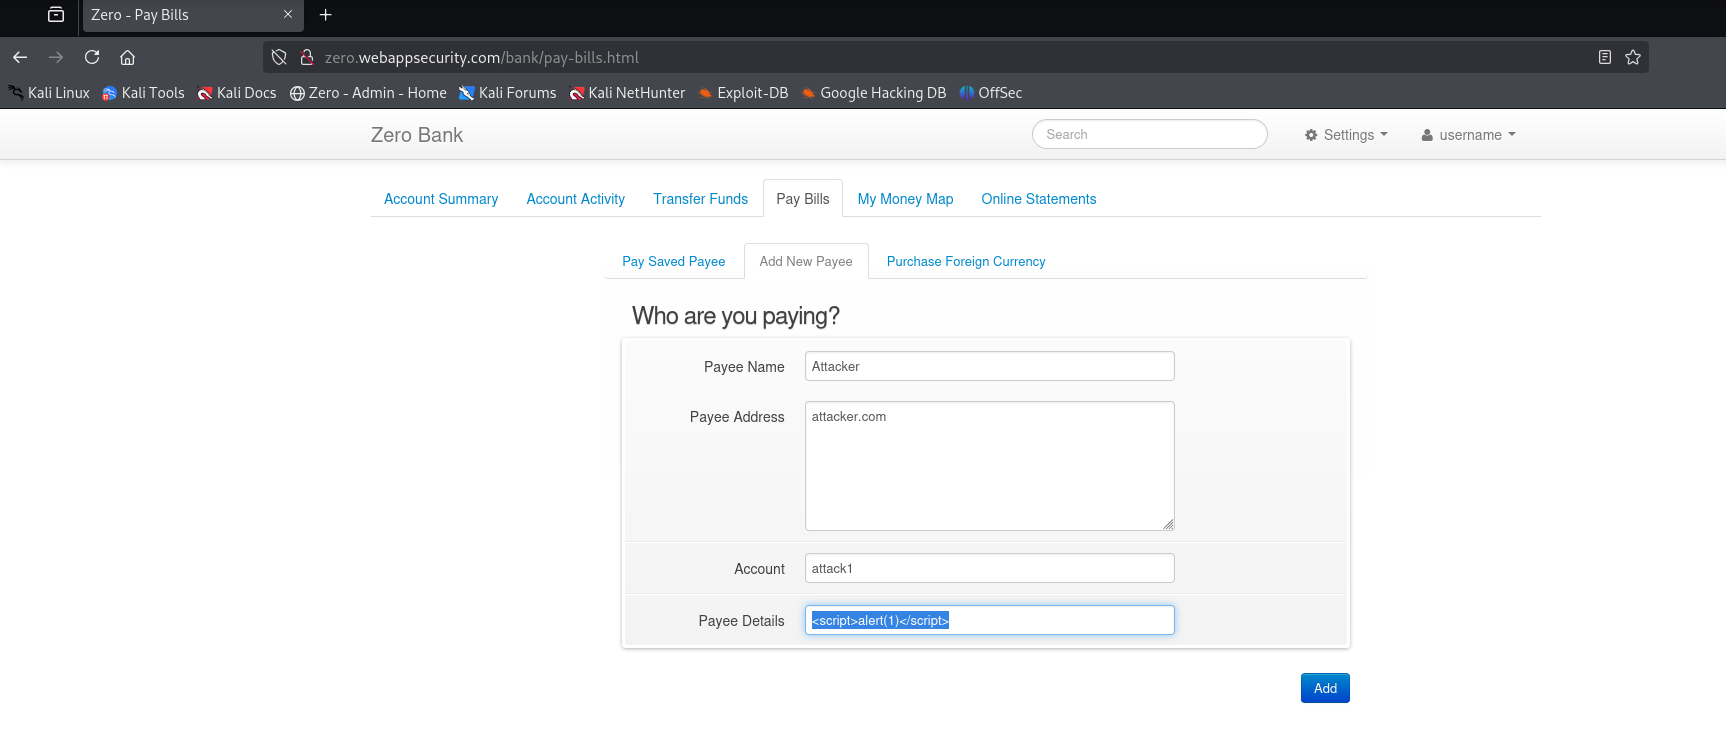 Zero - Pay Bills
zero.webappsecurity.com/bank/pay-bills.html
Kali Linux Kali Tools Kali Docs Zero - Admin - Home Kali Forums Kali NetHunter Exploit-DB Google Hacking DB OffSec
Zero Bank Search Settings username
Account Summary Account Activity Transfer Funds Pay Bills My Money Map Online Statements
Pay Saved Payee Add New Payee Purchase Foreign Currency
Who are you paying?
Payee Name Attacker
Payee Address attacker.com
Account attack1
Payee Details <script>alert(1)</script>
Add